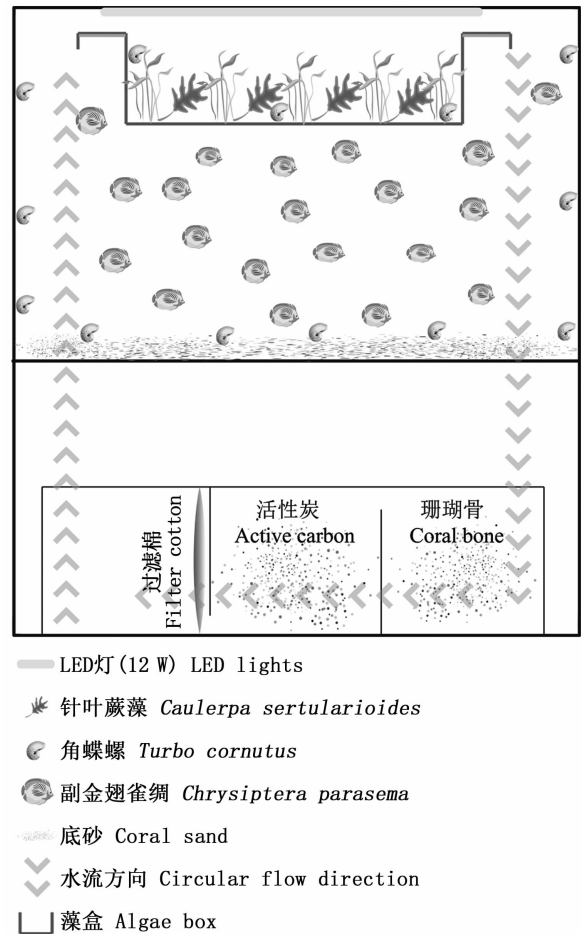 过滤棉
Filter cotton
活性炭
Active carbon
珊瑚骨
Coral bone
LED灯(12 W) LED lights
针叶蕨藻 Caulerpa sertularioides
角蝶螺 Turbo cornutus
副金翅雀绸 Chrysiptera parasema
底砂 Coral sand
水流方向 Circular flow direction
藻盒 Algae box